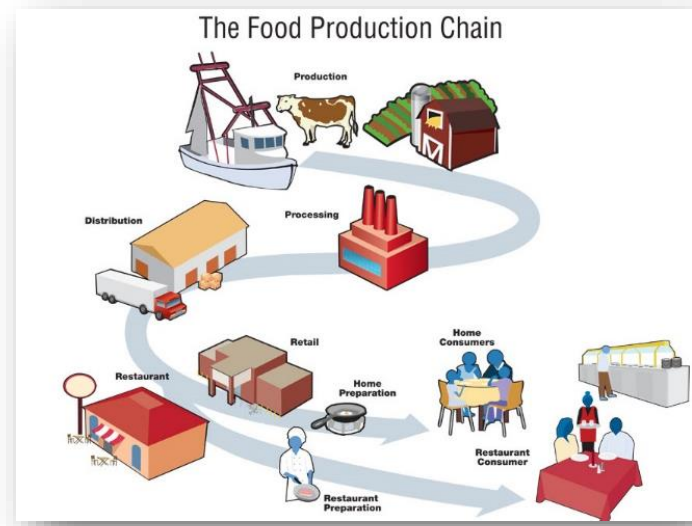 The Food Production Chain
Production
Processing
Distribution
Retail
Restaurant
Home
Preparation
Home
Consumers
Restaurant
Consumer
Restaurant
Preparation